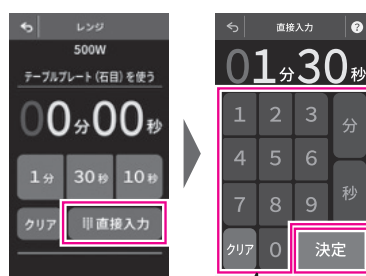 レンジ
500W
テーブルプレート(石目)を使う
00分00秒
1分 30秒 10秒
クリア 直接入力
直接入力 ?
01分30秒
1 2 3 分
4 5 6
7 8 9 秒
クリア 0 決定